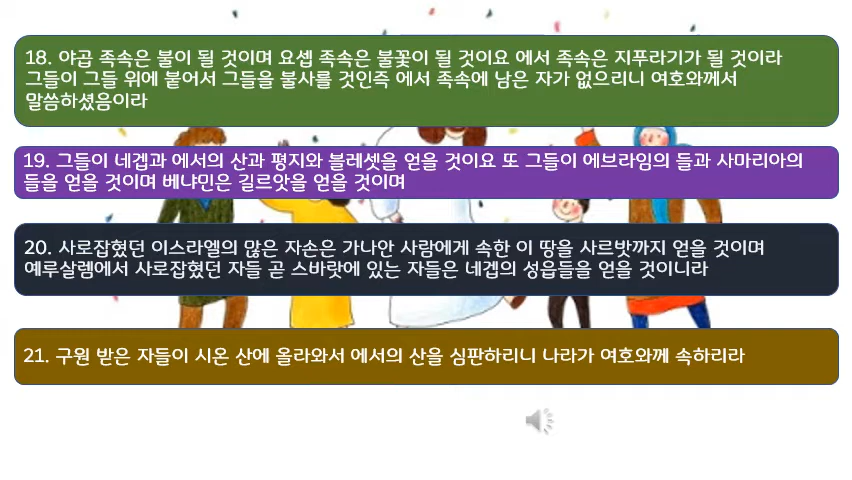 18. 야곱 족속은 불이 될 것이며 요셉 족속은 불꽃이 될 것이요 에서 족속은 지푸라기가 될 것이라
그들이 그들 위에 붙어서 그들을 불사를 것인즉 에서 족속에 남은 자가 없으리니 여호와께서
말씀하셨음이라
19. 그들이 네겝과 에서의 산과 평지와 블레셋을 얻을 것이요 또 그들이 에브라임의 들과 사마리아의
들을 얻을 것이며 베냐민은 길르앗을 얻을 것이며
20. 사로잡혔던 이스라엘의 많은 자손은 가나안 사람에게 속한 이 땅을 사르밧까지 얻을 것이며
예루살렘에서 사로잡혔던 자들 곧 스바랏에 있는 자들은 네겝의 성읍들을 얻을 것이니라
21. 구원 받은 자들이 시온 산에 올라와서 에서의 산을 심판하리니 나라가 여호와께 속하리라